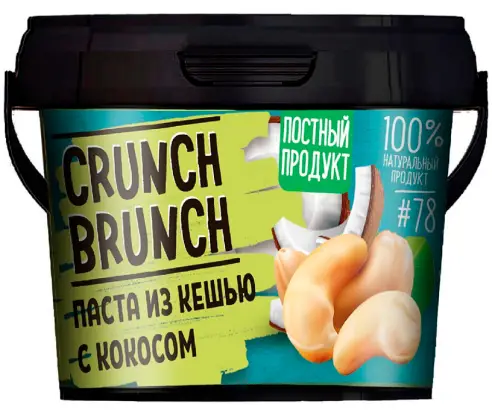 CRUNCH
BRUNCH
ПАСТА ИЗ КЕШЬЮ
С КОКОСОМ
ПОСТНЫЙ
ПРОДУКТ
100%
НАТУРАЛЬНЫЙ
ПРОДУКТ
#78